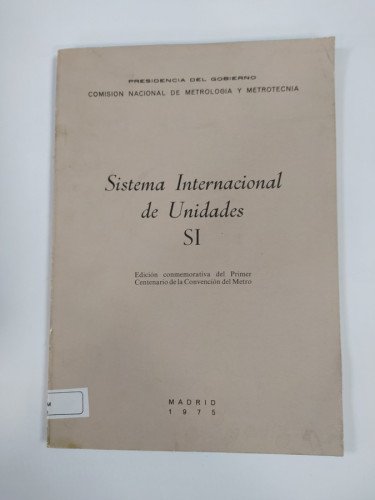 PRESIDENCIA DEL GOBIERNO
COMISION NACIONAL DE METROLOGIA Y METROTECNIA
Sistema Internacional
de Unidades
SI
Edición conmemorativa del Primer
Centenario de la Convención del Metro
MADRID
1975